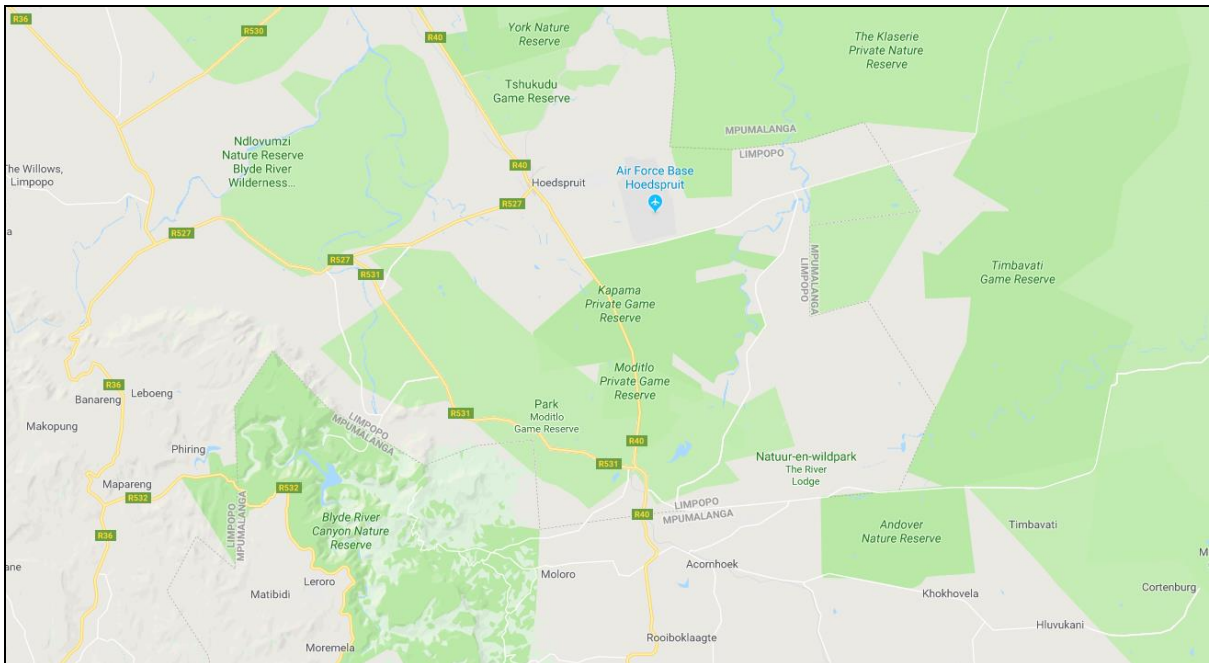 R36
R530
R40
York Nature
Reserve
The Klaserie
Private Nature
Reserve
Tshukudu
Game Reserve
Ndlovumzi
Nature Reserve
Blyde River
Wilderness...
MPUMALANGA
LIMPOPO
The Willows,
Limpopo
R40
Hoedspruit
Air Force Base
Hoedspruit
R527
R527
R527
R531
MPUMALANGA
LIMPOPO
Timbavati
Game Reserve
Kapama
Private Game
Reserve
Moditlo
Private Game
Reserve
R36
Banareng
Leboeng
Makopung
LIMPOPO
MPUMALANGA
R531
Park
Moditlo
Game Reserve
Phiring
R40
R531
Natuur-en-wildpark
The River
Lodge
Mapareng
R532
R532
LIMPOPO
MPUMALANGA
R40
LIMPOPO
MPUMALANGA
Blyde River
Canyon Nature
Reserve
Andover
Nature Reserve
Timbavati
R36
ane
Leroro
Matibidi
Moloro
Acornhoek
Khokhovela
Cortenburg
Hluvukani
Moremela
Rooiboklaagte